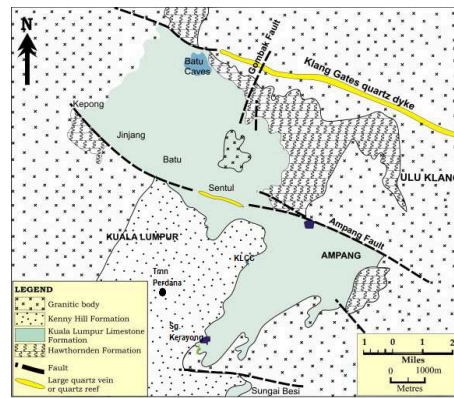 N
Batu
Caves
Gombak Fault
Klang Gates quartz dyke
Kepong
Jinjang
Batu
Sentul
ULU KLANG
KUALA LUMPUR
KLCC
Ampang Fault
AMPANG
Tmn
Perdana
Sg.
Kerayong
Sungai Besi
LEGEND
Granitic body
Kenny Hill Formation
Kuala Lumpur Limestone
Formation
Hawthornden Formation
Fault
Large quartz vein
or quartz reef
1 0 1 2
Miles
0 1000m
Metres